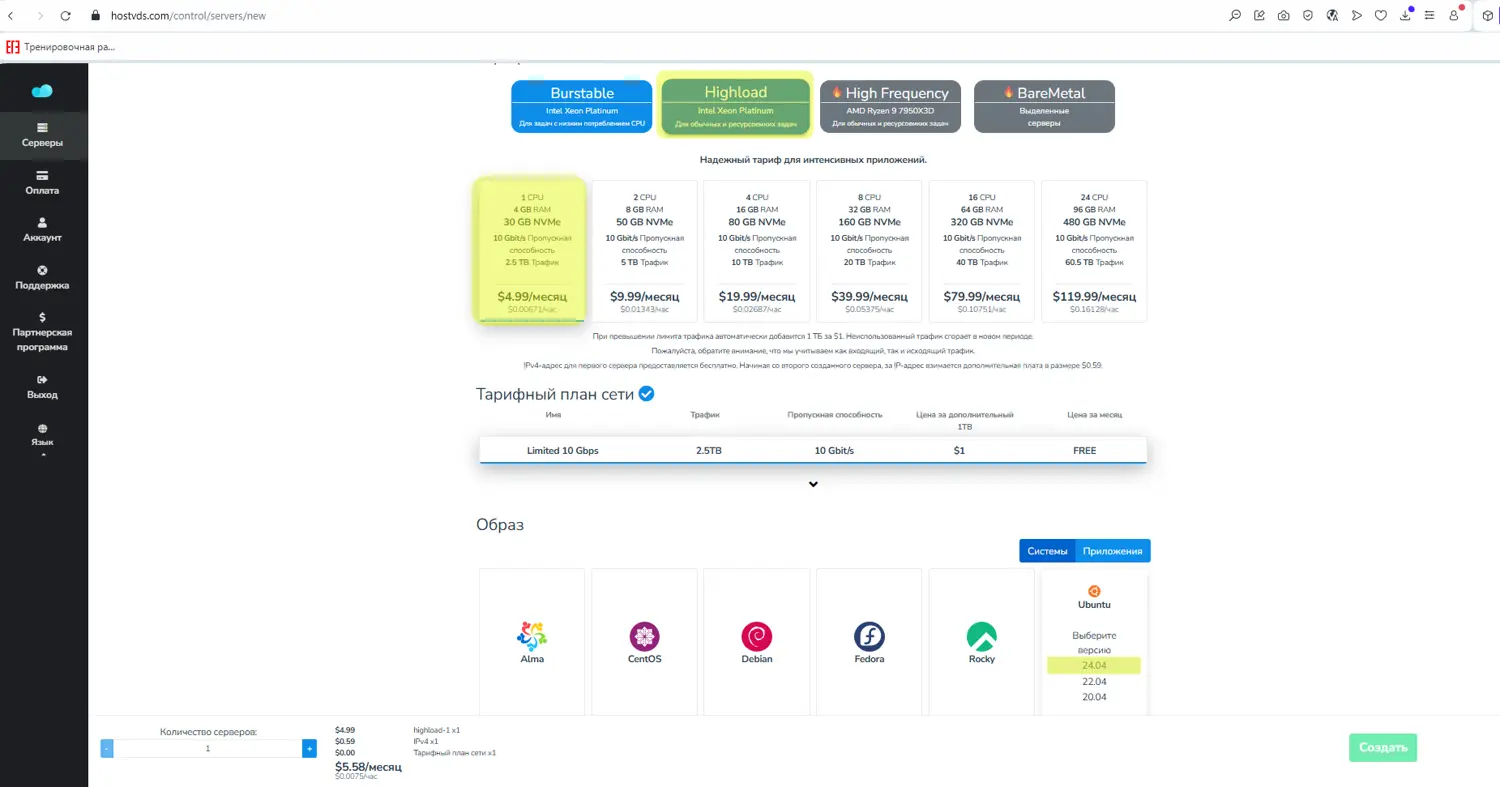 hostvds.com/control/servers/new
Тренировочная ра...
Серверы
Оплата
Аккаунт
Поддержка
Партнерская
программа
Выход
Язык
Burstable
Intel Xeon Platinum
Для задач с низким потреблением CPU
Highload
Intel Xeon Platinum
Для обычных и ресурсоемких задач
High Frequency
AMD Ryzen 9 7950X3D
Для обычных и ресурсоемких задач
BareMetal
Выделенные
серверы
Надежный тариф для интенсивных приложений.
1 CPU
4 GB RAM
30 GB NVMe
10 Gbit/s Пропускная
способность
2.5 TB Трафик
$4.99/месяц
$0.00671/час
2 CPU
8 GB RAM
50 GB NVMe
10 Gbit/s Пропускная
способность
5 TB Трафик
$9.99/месяц
$0.01343/час
4 CPU
16 GB RAM
80 GB NVMe
10 Gbit/s Пропускная
способность
10 TB Трафик
$19.99/месяц
$0.02687/час
8 CPU
32 GB RAM
160 GB NVMe
10 Gbit/s Пропускная
способность
20 TB Трафик
$39.99/месяц
$0.05375/час
16 CPU
64 GB RAM
320 GB NVMe
10 Gbit/s Пропускная
способность
40 TB Трафик
$79.99/месяц
$0.10751/час
24 CPU
96 GB RAM
480 GB NVMe
10 Gbit/s Пропускная
способность
60.5 TB Трафик
$119.99/месяц
$0.16128/час
При превышении лимита трафика автоматически добавится 1 ТБ за $1. Неиспользованный трафик сгорает в новом периоде.
Пожалуйста, обратите внимание, что мы учитываем как входящий, так и исходящий трафик.
IPv4-адрес для первого сервера предоставляется бесплатно. Начиная со второго созданного сервера, за IP-адрес взимается дополнительная плата в размере $0.59.
Тарифный план сети
Имя Трафик Пропускная способность Цена за дополнительный Цена за месяц
1TB
Limited 10 Gbps 2.5TB 10 Gbit/s $1 FREE
Образ
Системы Приложения
Alma
CentOS
Debian
Fedora
Rocky
Ubuntu
Выберите
версию
24.04
22.04
20.04
Количество серверов:
- 1 +
$4.99 highload-1 x1
$0.59 IPv4 x1
$0.00 Тарифный план сети x1
$5.58/месяц
$0.0075/час
Создать